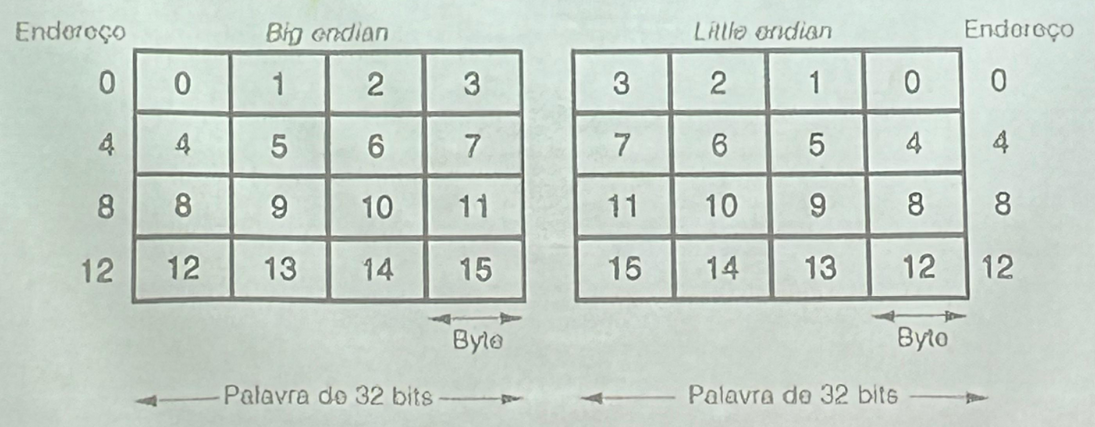 Endereço Big endian Little endian Endereço
0 0 1 2 3 3 2 1 0 0
4 4 5 6 7 7 6 5 4 4
8 8 9 10 11 11 10 9 8 8
12 12 13 14 15 15 14 13 12 12
Byte Byte
Palavra de 32 bits Palavra de 32 bits